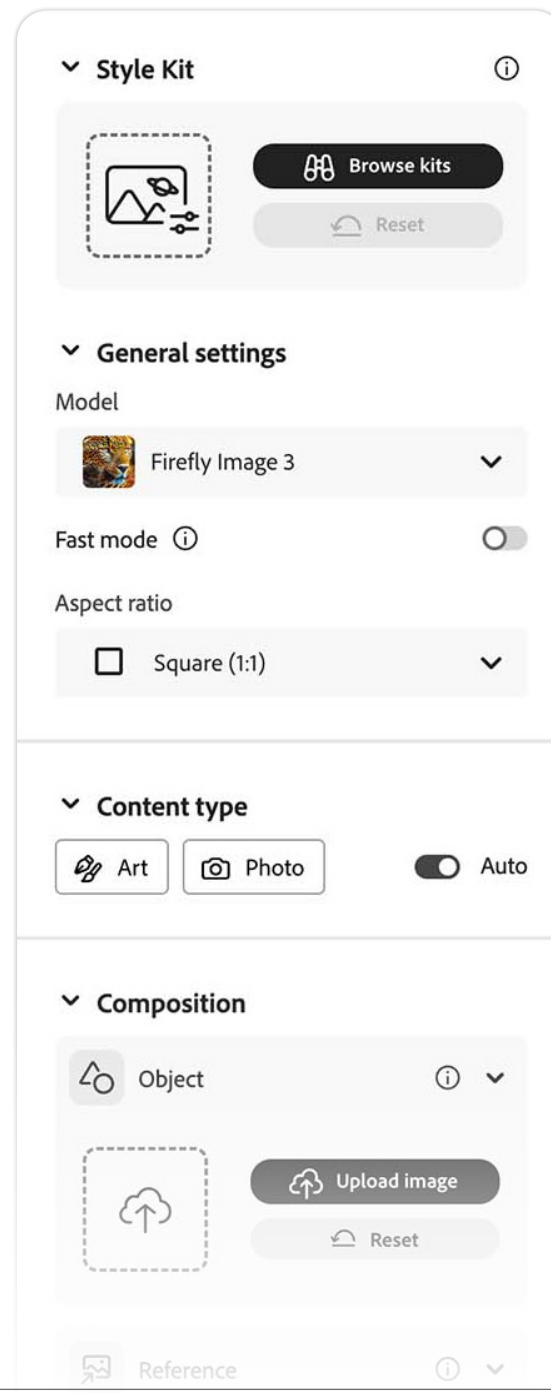 Style Kit
Browse kits
Reset
General settings
Model
Firefly Image 3
Fast mode
Aspect ratio
Square (1:1)
Content type
Art Photo Auto
Composition
Object
Upload image
Reset
Reference